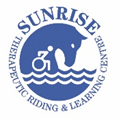 SUNRISE
THERAPEUTIC RIDING & LEARNING CENTRE